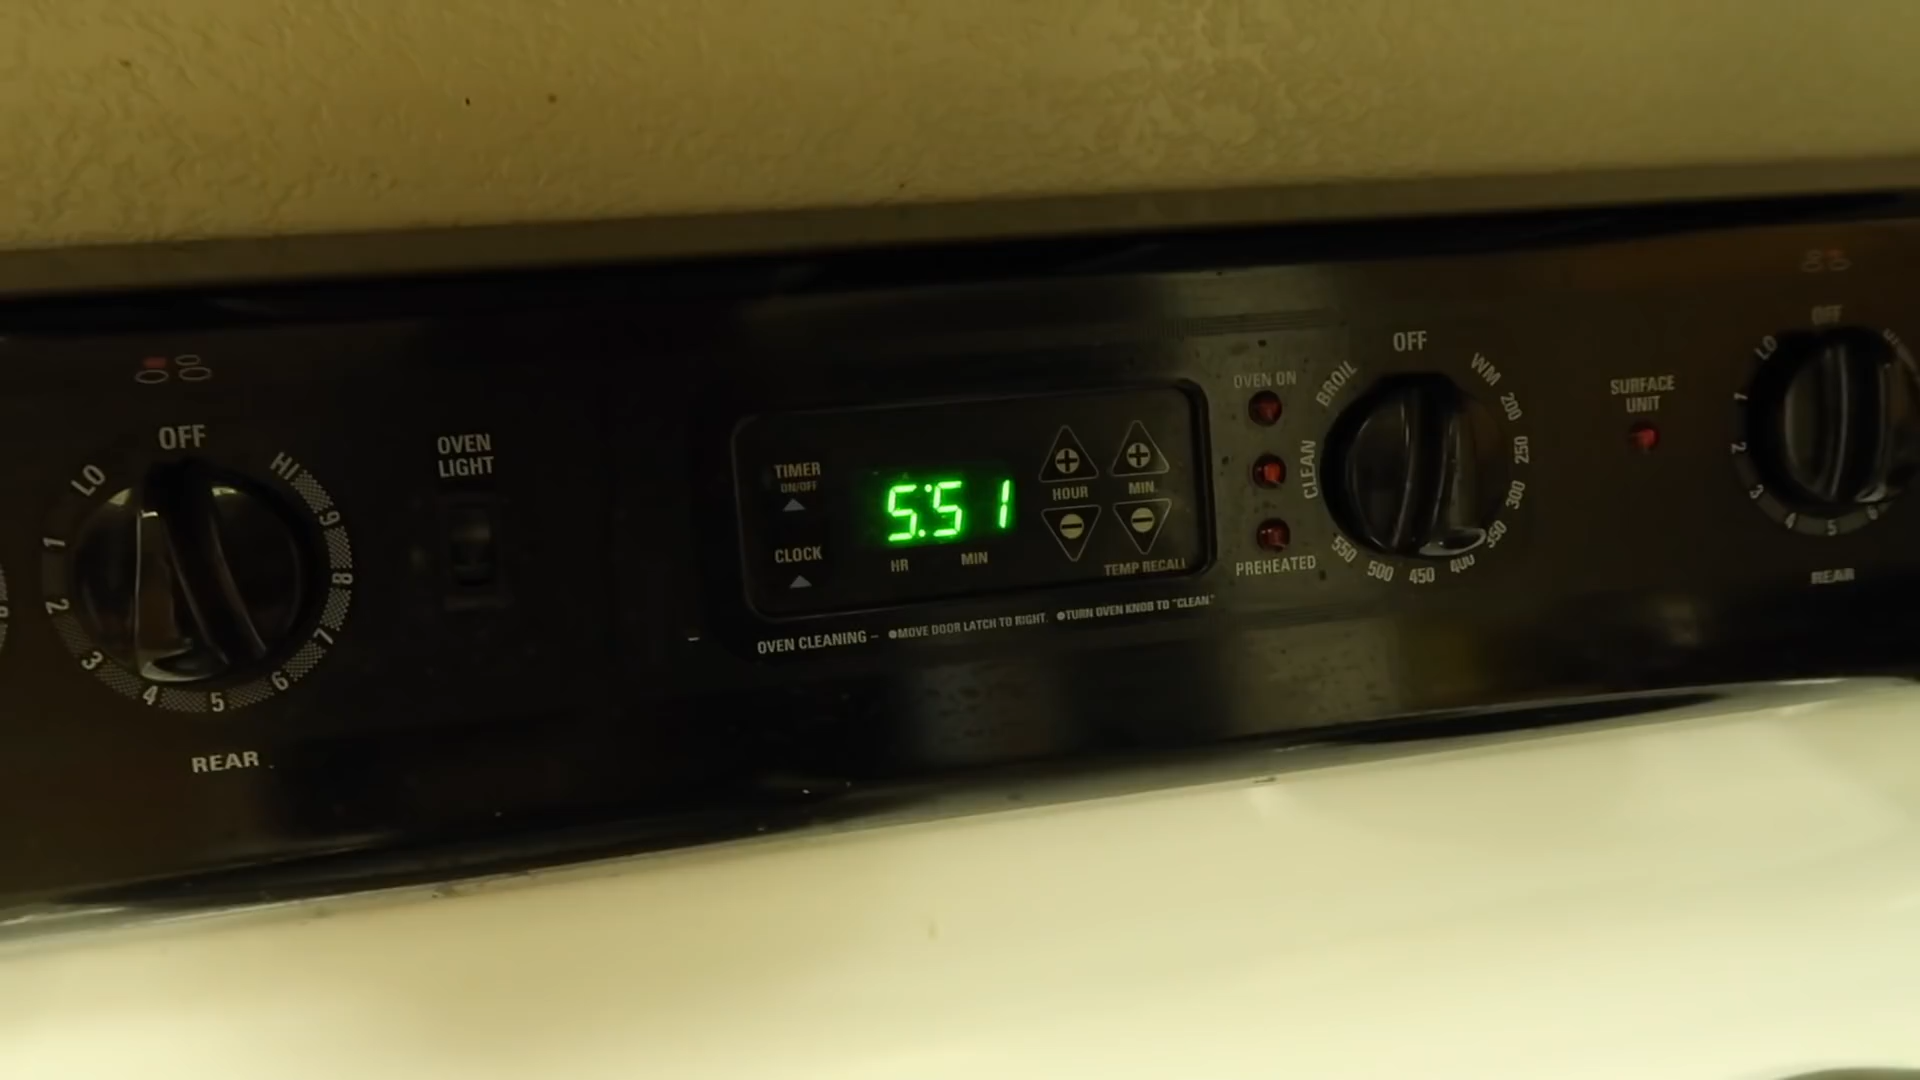 OFF
LO
HI
1
2
3
4
5
6
7
8
9
REAR
OVEN
LIGHT
TIMER
ON/OFF
CLOCK
5:51
HR
MIN
HOUR
MIN.
TEMP RECALL
OVEN CLEANING – ●MOVE DOOR LATCH TO RIGHT. ●TURN OVEN KNOB TO "CLEAN."
OVEN ON
CLEAN
PREHEATED
OFF
BROIL
WM
200
250
300
350
400
450
500
550
SURFACE
UNIT
OFF
LO
1
2
3
4
5
6
REAR